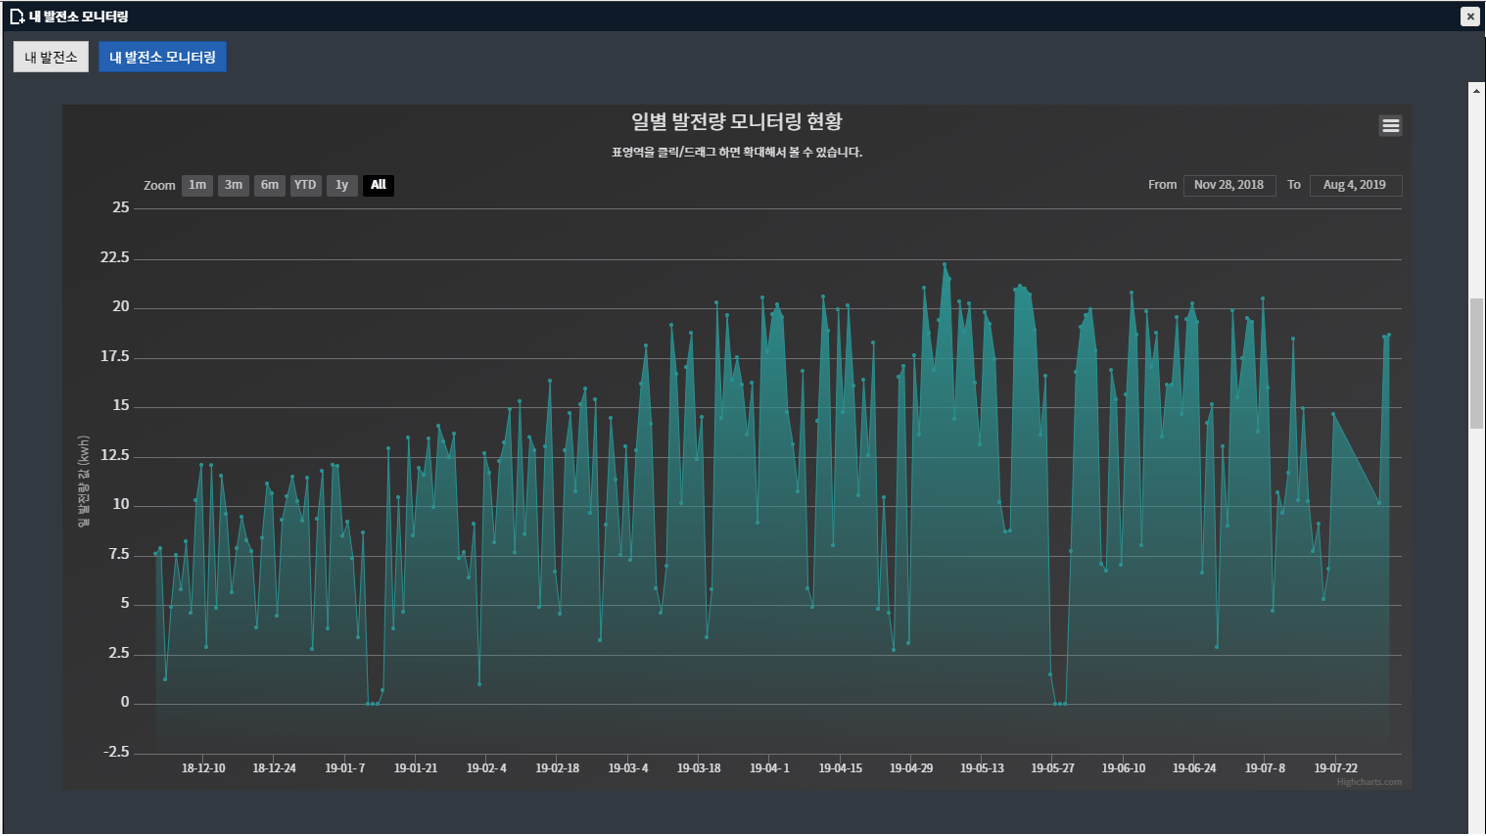 내 발전소 모니터링
내 발전소 내 발전소 모니터링
일별 발전량 모니터링 현황
표영역을 클릭/드래그 하면 확대해서 볼 수 있습니다.
Zoom 1m 3m 6m YTD 1y All From Nov 28, 2018 To Aug 4, 2019
25
22.5
20
17.5
15
12.5
10
7.5
5
2.5
0
-2.5
일 발전량 값 (kwh)
18-12-10 18-12-24 19-01- 7 19-01-21 19-02- 4 19-02-18 19-03- 4 19-03-18 19-04- 1 19-04-15 19-04-29 19-05-13 19-05-27 19-06-10 19-06-24 19-07- 8 19-07-22
Highcharts.com